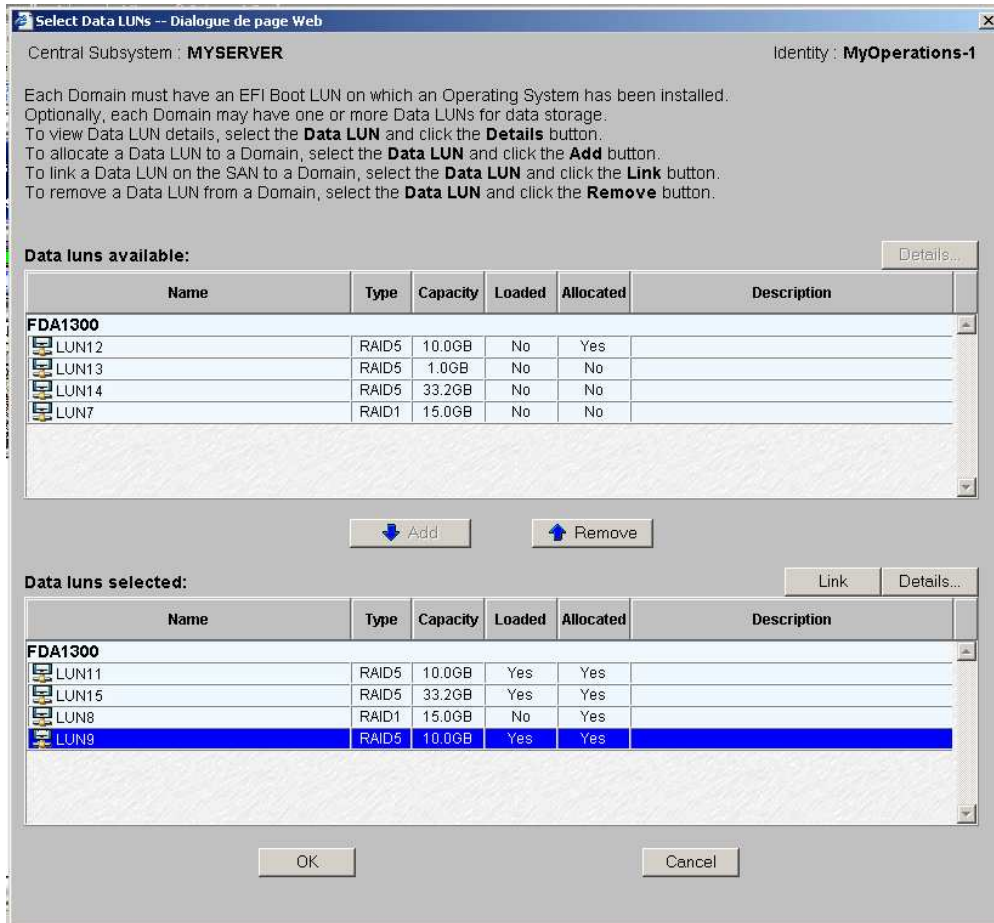 Select Data LUNs -- Dialogue de page Web
Central Subsystem : MYSERVER Identity : MyOperations-1
Each Domain must have an EFI Boot LUN on which an Operating System has been installed.
Optionally, each Domain may have one or more Data LUNs for data storage.
To view Data LUN details, select the Data LUN and click the Details button.
To allocate a Data LUN to a Domain, select the Data LUN and click the Add button.
To link a Data LUN on the SAN to a Domain, select the Data LUN and click the Link button.
To remove a Data LUN from a Domain, select the Data LUN and click the Remove button.
Data luns available: Details...
Name Type Capacity Loaded Allocated Description
FDA1300
LUN12 RAID5 10.0GB No Yes
LUN13 RAID5 1.0GB No No
LUN14 RAID5 33.2GB No No
LUN7 RAID1 15.0GB No No
Add Remove
Data luns selected: Link Details...
Name Type Capacity Loaded Allocated Description
FDA1300
LUN11 RAID5 10.0GB Yes Yes
LUN15 RAID5 33.2GB Yes Yes
LUN8 RAID1 15.0GB No Yes
LUN9 RAID5 10.0GB Yes Yes
OK Cancel